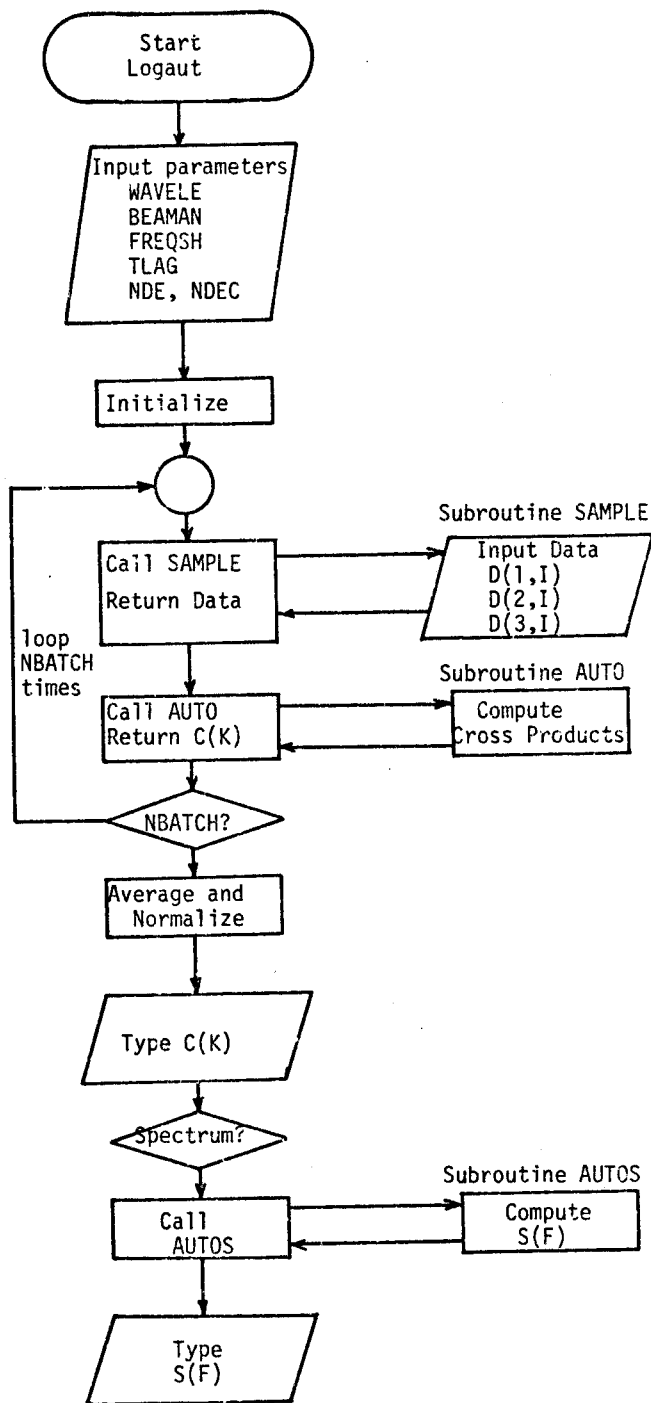 Start
Logaut
Input parameters
WAVELE
BEAMAN
FREQSH
TLAG
NDE, NDEC
Initialize
Subroutine SAMPLE
Call SAMPLE
Return Data
Input Data
D(1,I)
D(2,I)
D(3,I)
loop
NBATCH
times
Subroutine AUTO
Call AUTO
Return C(K)
Compute
Cross Products
NBATCH?
Average and
Normalize
Type C(K)
Spectrum?
Subroutine AUTOS
Call
AUTOS
Compute
S(F)
Type
S(F)